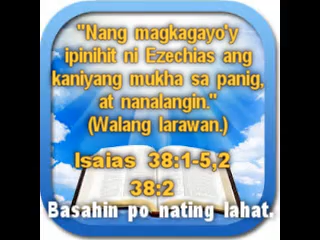 "Nang magkagayo'y
ipinihit ni Ezechias ang
kaniyang mukha sa panig,
at nanalangin."
(Walang larawan.)
Isaias 38:1-5,2
38:2
Basahin po nating lahat.